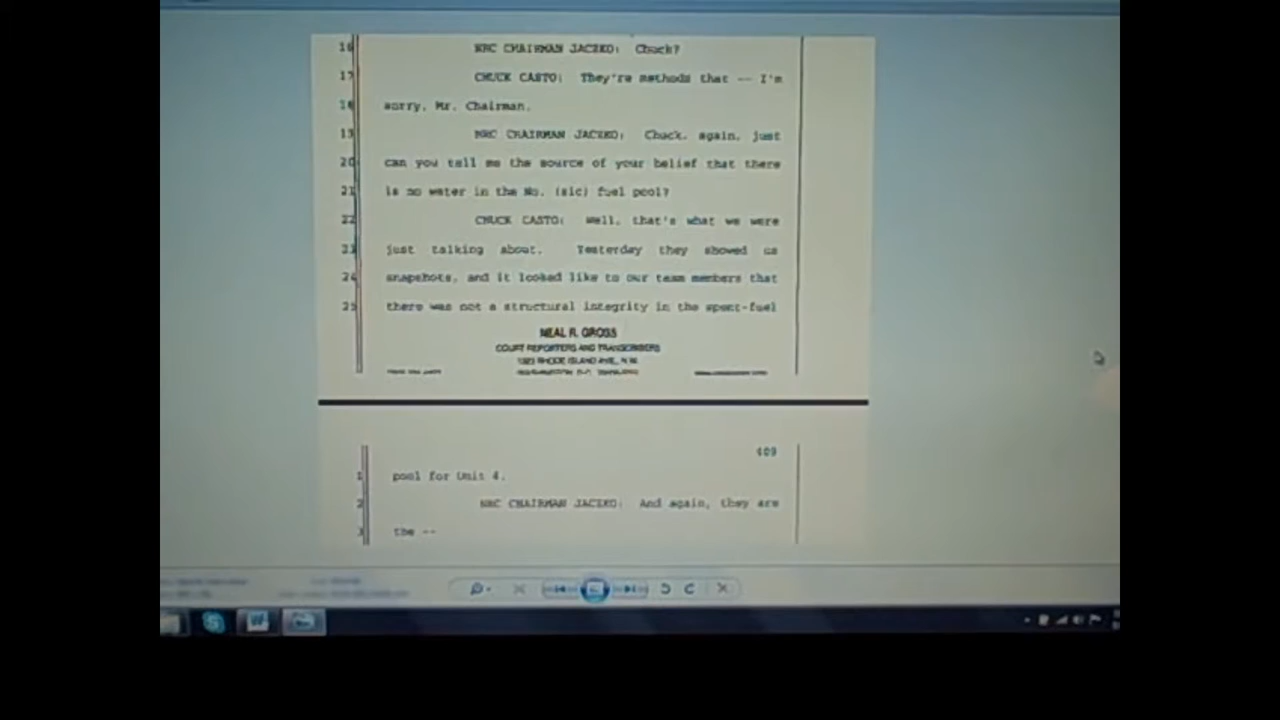 16 NRC CHAIRMAN JACZKO: Chuck?
17 CHUCK CASTO: They're methods that -- I'm
18 sorry, Mr. Chairman.
19 NRC CHAIRMAN JACZKO: Chuck, again, just
20 can you tell me the source of your belief that there
21 is no water in the No. (sic) fuel pool?
22 CHUCK CASTO: Well, that's what we were
23 just talking about. Yesterday they showed us
24 snapshots, and it looked like to our team members that
25 there was not a structural integrity in the spent-fuel
NEAL R. GROSS
COURT REPORTERS AND TRANSCRIBERS
1323 RHODE ISLAND AVE., N.W.
WASHINGTON, D.C.
409
1 pool for Unit 4.
2 NRC CHAIRMAN JACZKO: And again, they are
3 the --